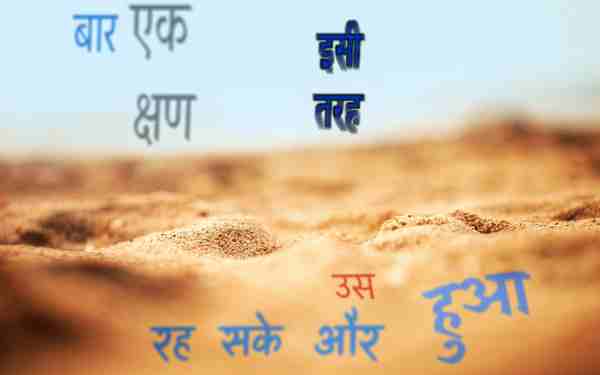 बार
एक
क्षण
इसी
तरह
उस
रह सके और
हुआ